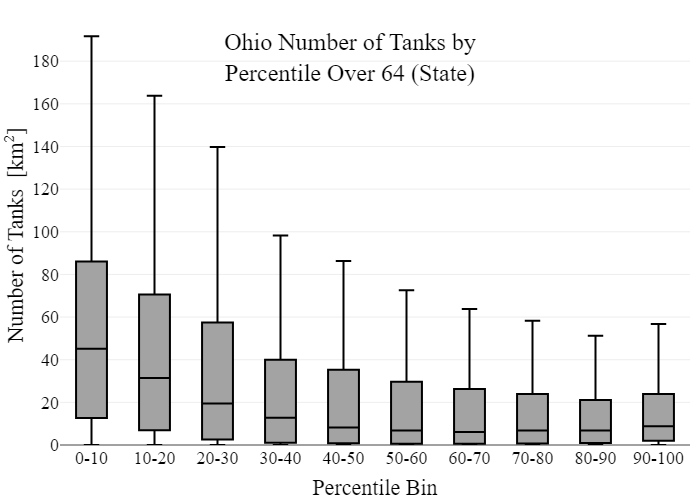 Ohio Number of Tanks by
Percentile Over 64 (State)
Number of Tanks [km²]
180
160
140
120
100
80
60
40
20
0
0-10 10-20 20-30 30-40 40-50 50-60 60-70 70-80 80-90 90-100
Percentile Bin